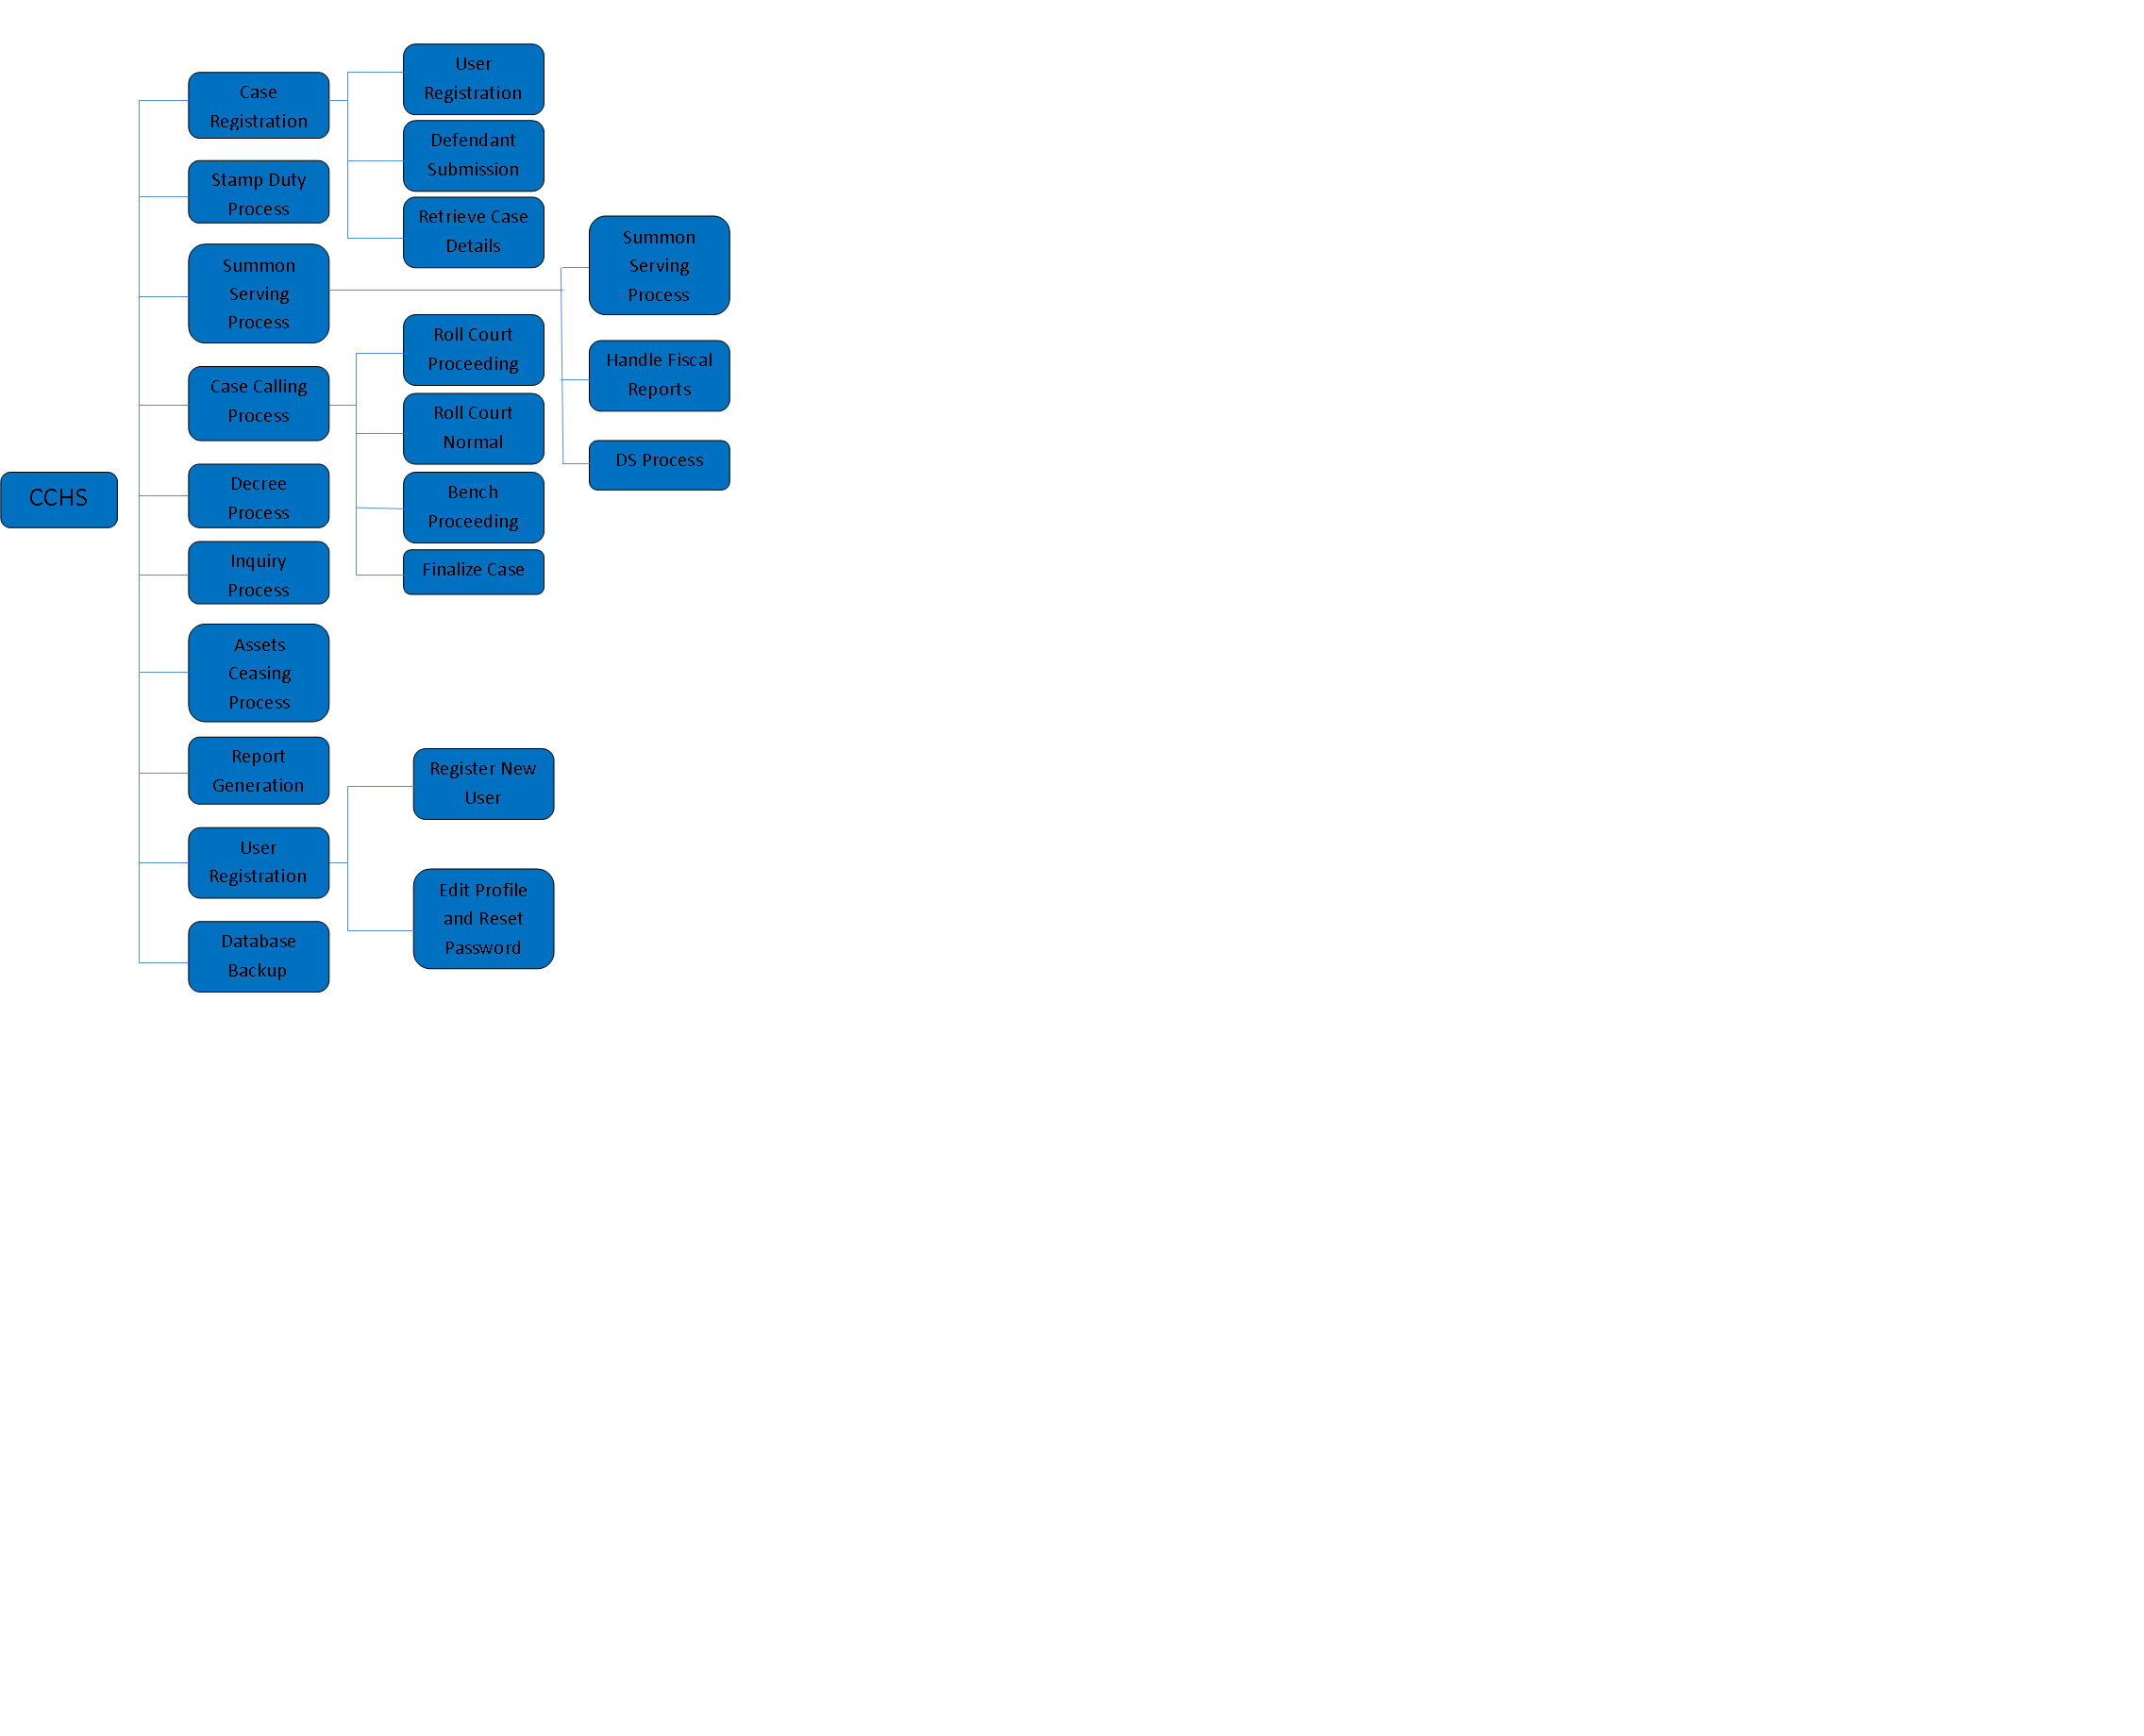 CCHS
Case
Registration
Stamp Duty
Process
Summon
Serving
Process
Case Calling
Process
Decree
Process
Inquiry
Process
Assets
Ceasing
Process
Report
Generation
User
Registration
Database
Backup
User
Registration
Defendant
Submission
Retrieve Case
Details
Roll Court
Proceeding
Roll Court
Normal
Bench
Proceeding
Finalize Case
Register New
User
Edit Profile
and Reset
Password
Summon
Serving
Process
Handle Fiscal
Reports
DS Process